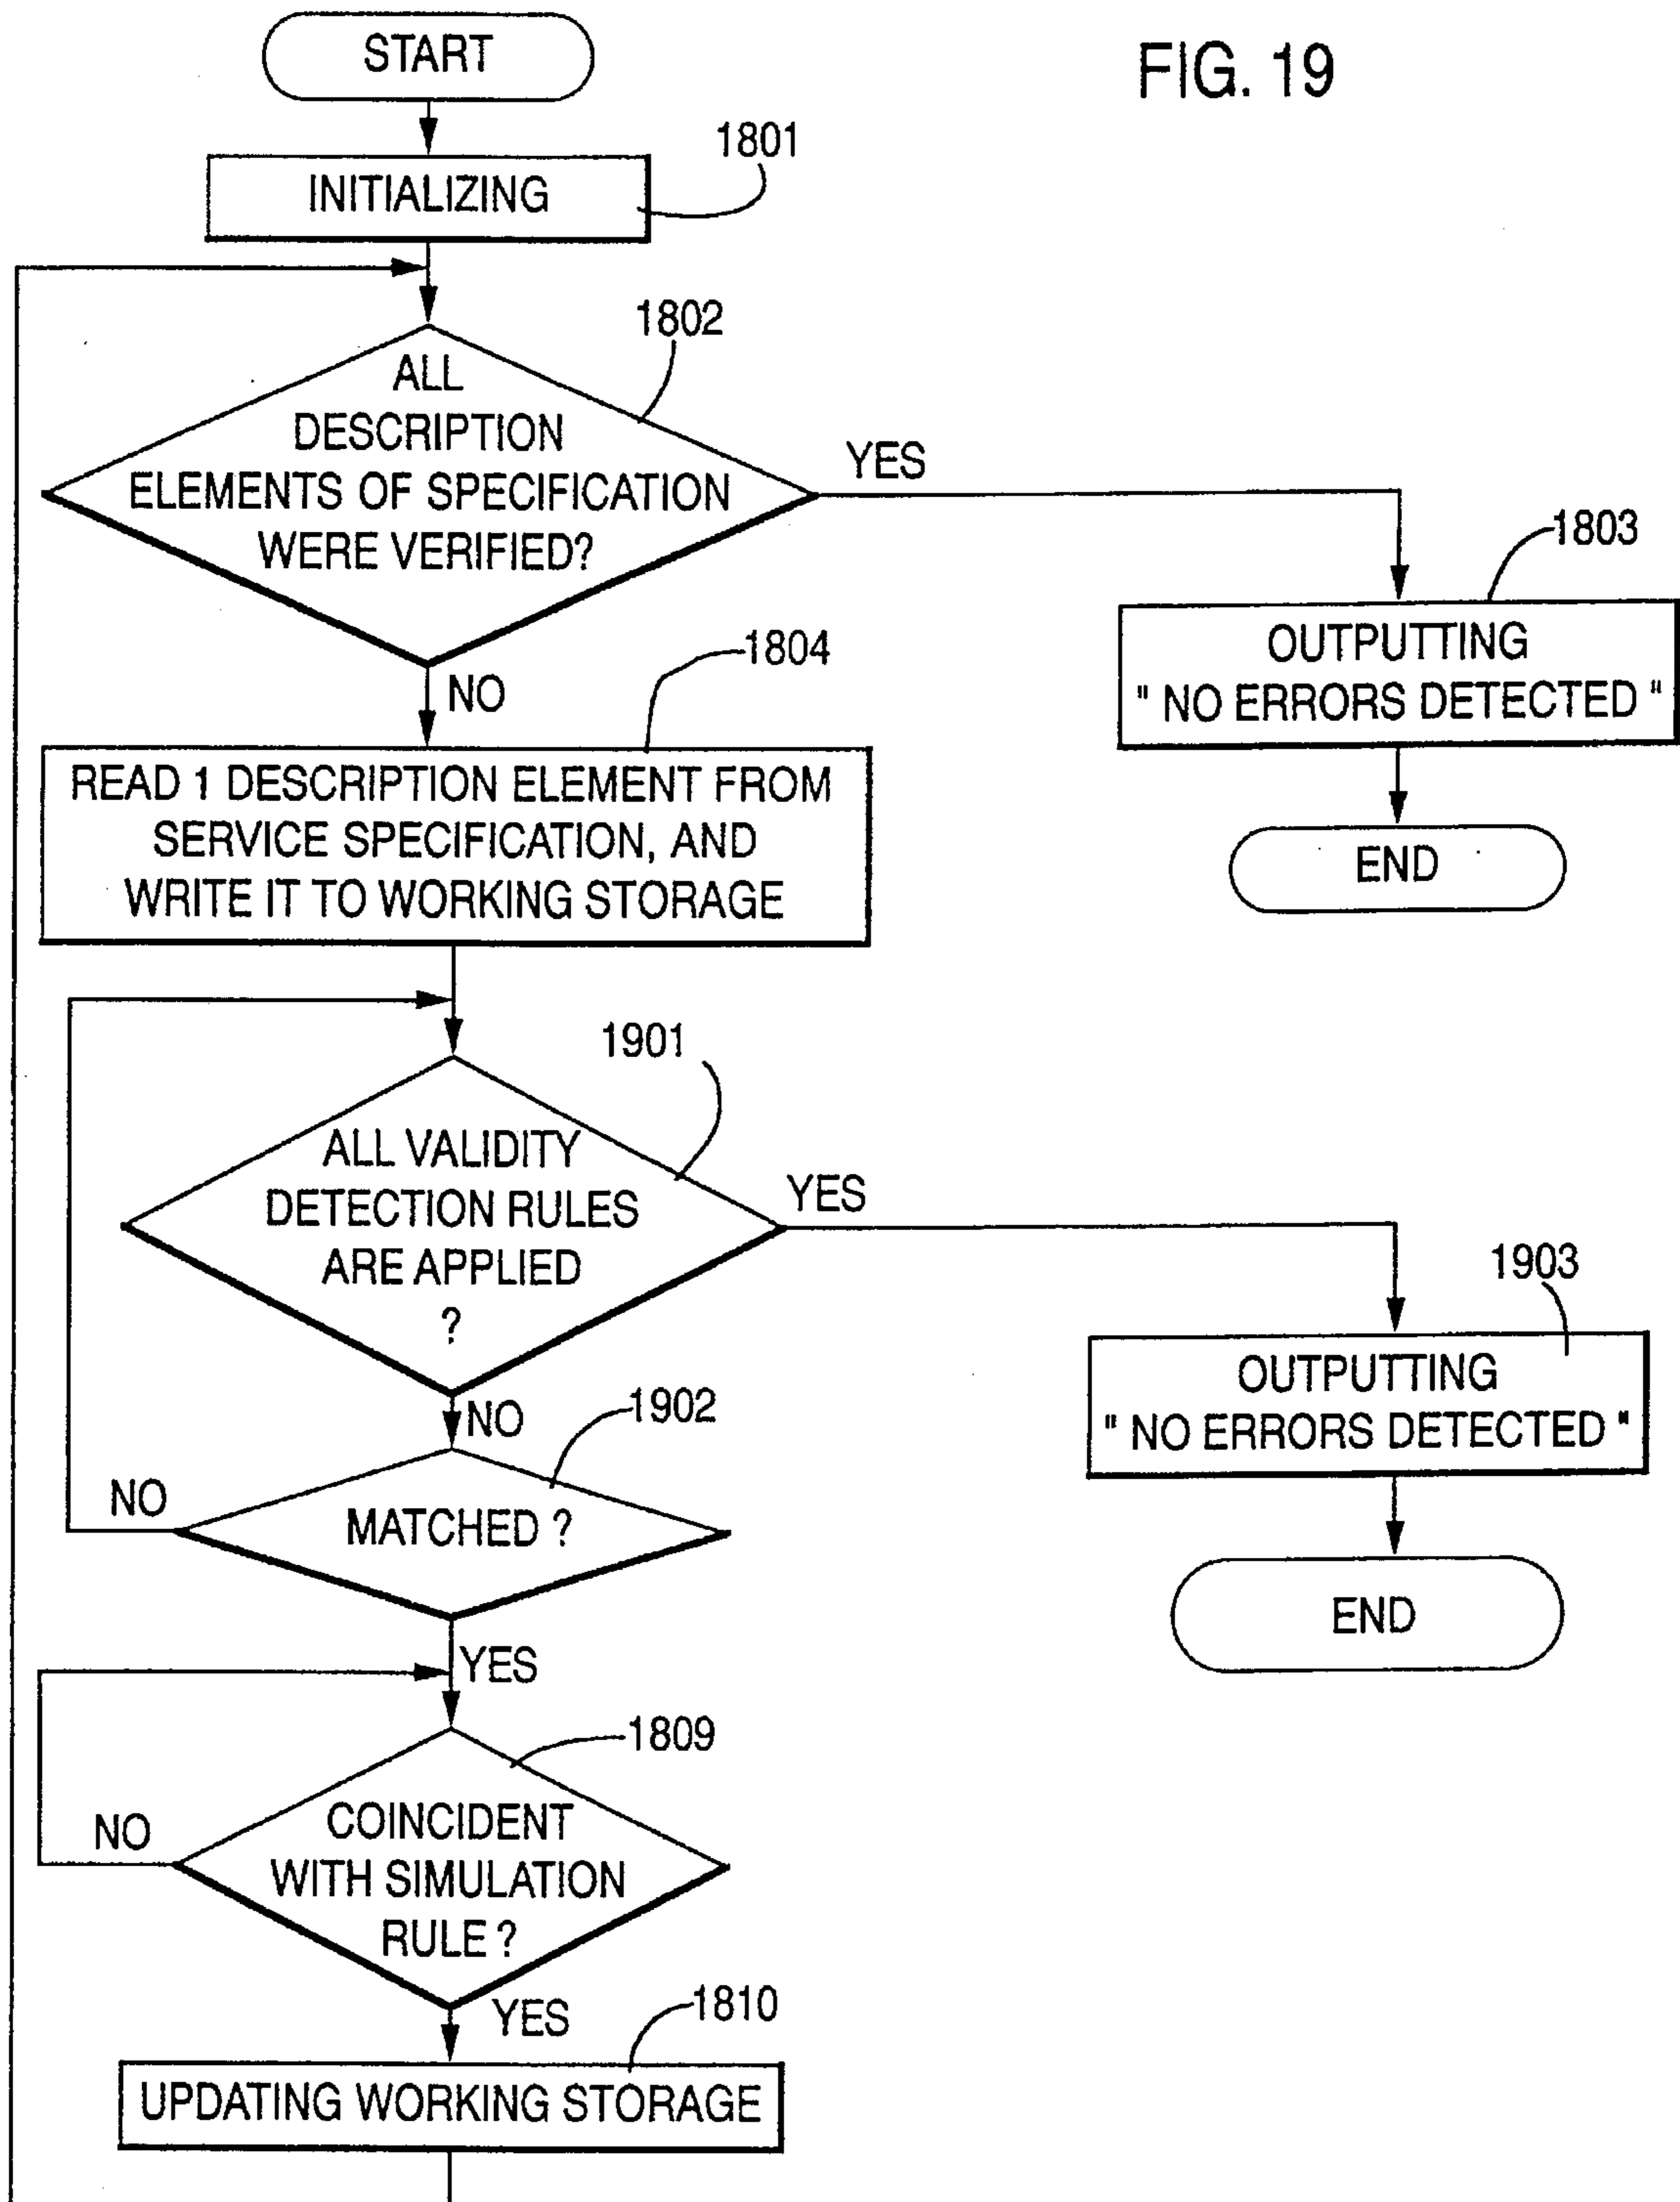 START
FIG. 19
1801
INITIALIZING
1802
ALL
DESCRIPTION
ELEMENTS OF SPECIFICATION
WERE VERIFIED?
YES
1803
OUTPUTTING
" NO ERRORS DETECTED "
END
NO
1804
READ 1 DESCRIPTION ELEMENT FROM
SERVICE SPECIFICATION, AND
WRITE IT TO WORKING STORAGE
1901
ALL VALIDITY
DETECTION RULES
ARE APPLIED
?
YES
1903
OUTPUTTING
" NO ERRORS DETECTED "
END
NO
1902
MATCHED ?
NO
YES
1809
COINCIDENT
WITH SIMULATION
RULE ?
NO
YES
1810
UPDATING WORKING STORAGE